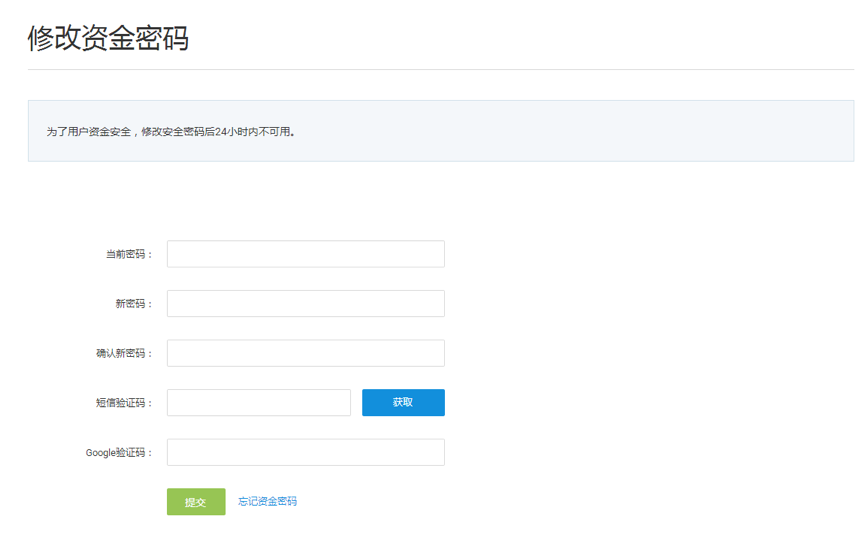 修改资金密码
为了用户资金安全，修改安全密码后24小时内不可用。
当前密码：
新密码：
确认新密码：
短信验证码：
获取
Google验证码：
提交 忘记资金密码